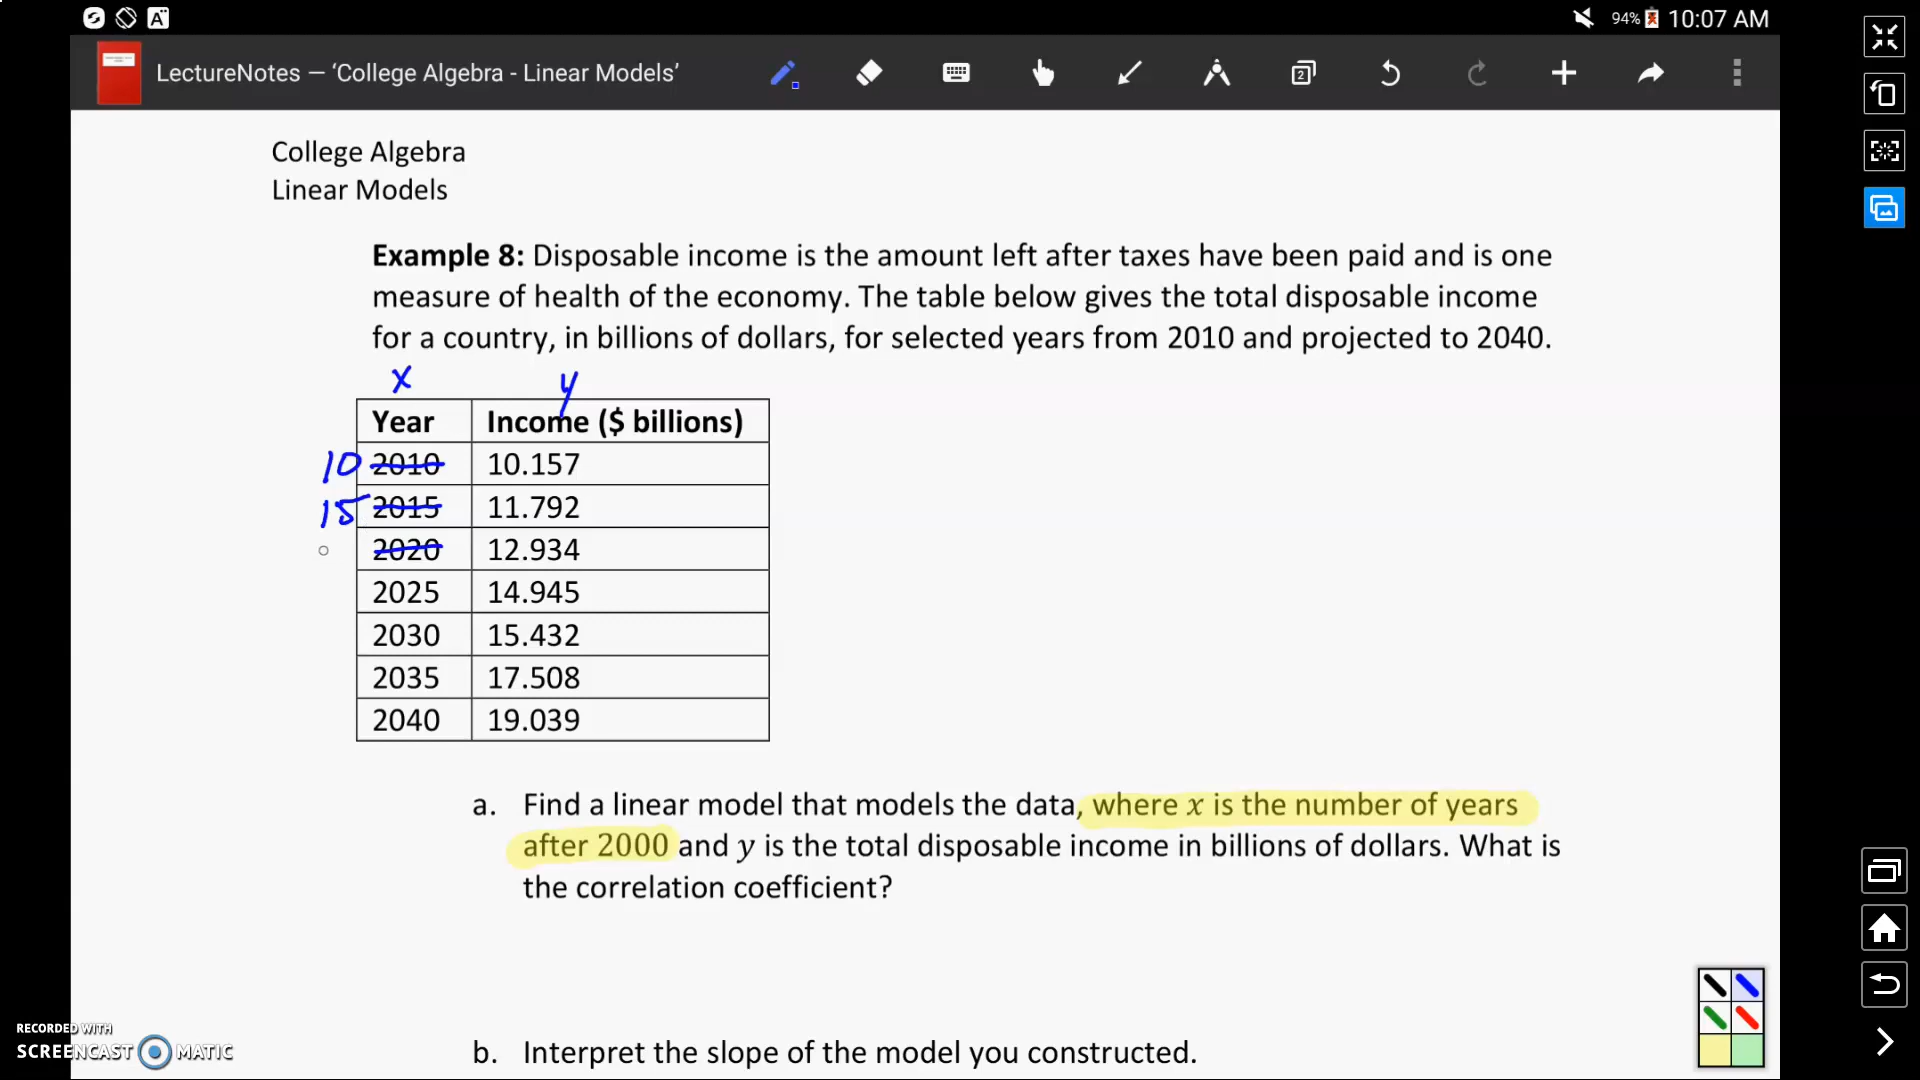 94% 10:07 AM
LectureNotes — ‘College Algebra - Linear Models’
2
College Algebra
Linear Models
Example 8: Disposable income is the amount left after taxes have been paid and is one
measure of health of the economy. The table below gives the total disposable income
for a country, in billions of dollars, for selected years from 2010 and projected to 2040.
x y
Year Income ($ billions)
10 2010 10.157
15 2015 11.792
2020 12.934
2025 14.945
2030 15.432
2035 17.508
2040 19.039
a. Find a linear model that models the data, where x is the number of years
after 2000 and y is the total disposable income in billions of dollars. What is
the correlation coefficient?
b. Interpret the slope of the model you constructed.
RECORDED WITH
SCREENCAST MATIC